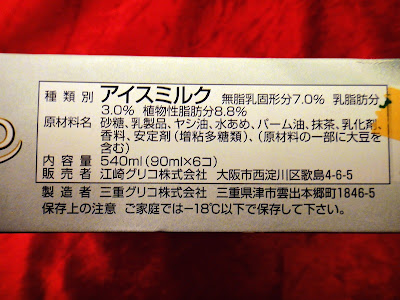 種類別 アイスミルク 無脂乳固形分7.0% 乳脂肪分
3.0% 植物性脂肪分8.8%
原材料名 砂糖、乳製品、ヤシ油、水あめ、パーム油、抹茶、乳化剤、
香料、安定剤(増粘多糖類)、(原材料の一部に大豆を
含む)
内容量 540ml(90ml×6コ)
販売者 江崎グリコ株式会社 大阪市西淀川区歌島4-6-5
製造者 三重グリコ株式会社 三重県津市雲出本郷町1846-5
保存上の注意 ご家庭では-18℃以下で保存して下さい。